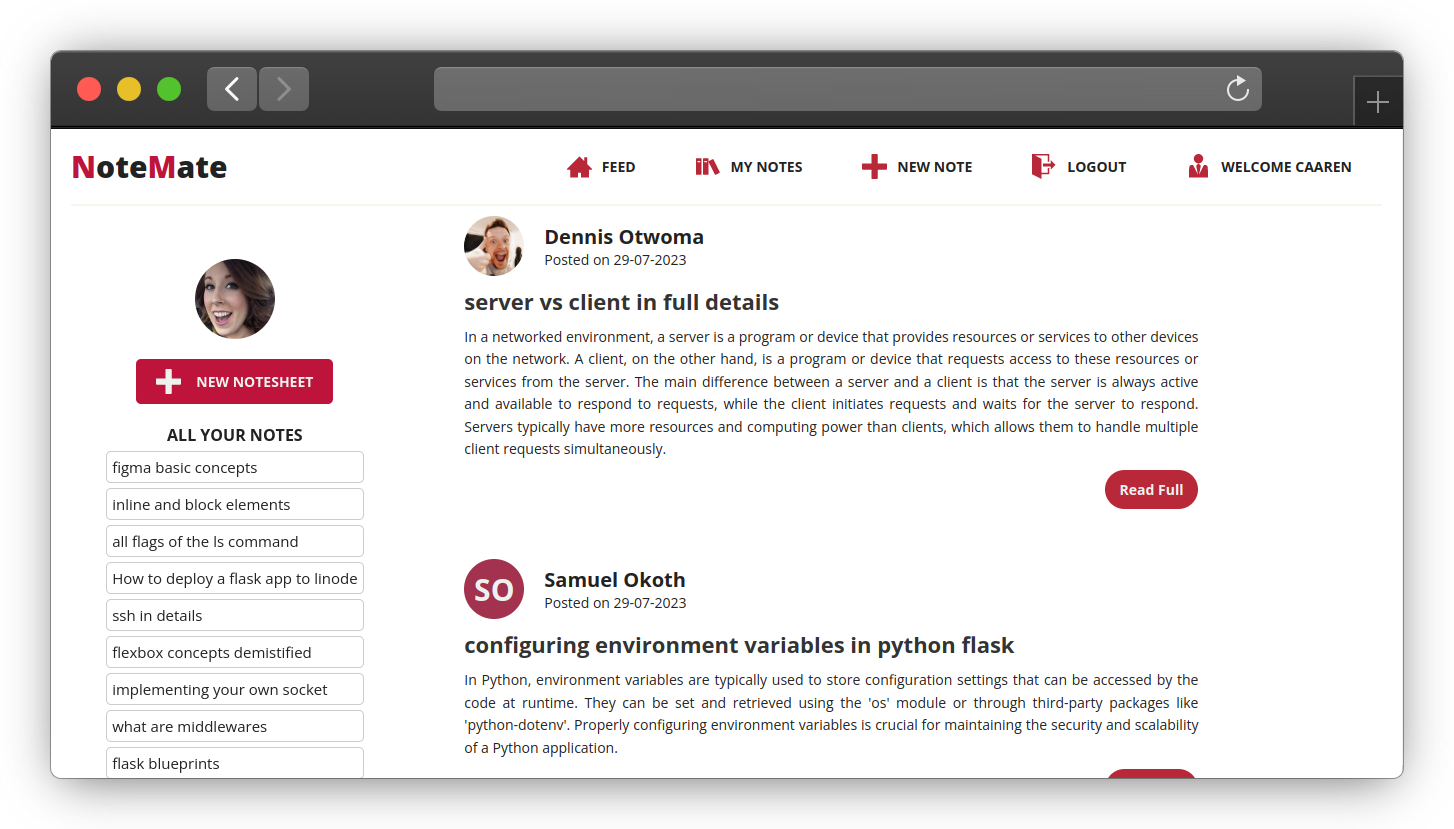 NoteMate
FEED
MY NOTES
NEW NOTE
LOGOUT
WELCOME CAAREN
NEW NOTESHEET
ALL YOUR NOTES
figma basic concepts
inline and block elements
all flags of the ls command
How to deploy a flask app to linode
ssh in details
flexbox concepts demistified
implementing your own socket
what are middlewares
flask blueprints
Dennis Otwoma
Posted on 29-07-2023
server vs client in full details
In a networked environment, a server is a program or device that provides resources or services to other devices
on the network. A client, on the other hand, is a program or device that requests access to these resources or
services from the server. The main difference between a server and a client is that the server is always active
and available to respond to requests, while the client initiates requests and waits for the server to respond.
Servers typically have more resources and computing power than clients, which allows them to handle multiple
client requests simultaneously.
Read Full
SO
Samuel Okoth
Posted on 29-07-2023
configuring environment variables in python flask
In Python, environment variables are typically used to store configuration settings that can be accessed by the
code at runtime. They can be set and retrieved using the 'os' module or through third-party packages like
'python-dotenv'. Properly configuring environment variables is crucial for maintaining the security and scalability
of a Python application.